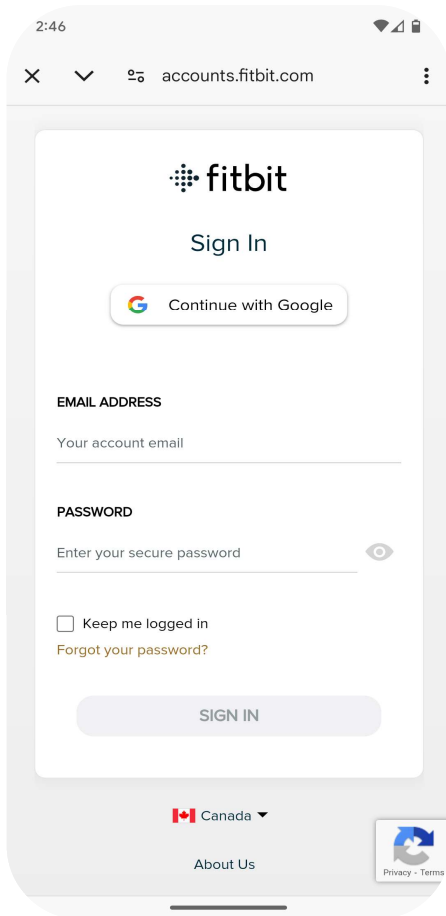 2:46
accounts.fitbit.com
fitbit
Sign In
Continue with Google
EMAIL ADDRESS
Your account email
PASSWORD
Enter your secure password
Keep me logged in
Forgot your password?
SIGN IN
Canada
About Us
Privacy - Terms